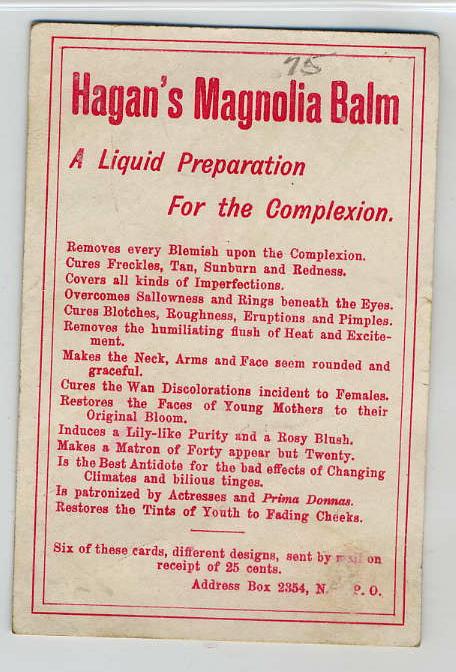 75
Hagan's Magnolia Balm
A Liquid Preparation
For the Complexion.
Removes every Blemish upon the Complexion.
Cures Freckles, Tan, Sunburn and Redness.
Covers all kinds of Imperfections.
Overcomes Sallowness and Rings beneath the Eyes.
Cures Blotches, Roughness, Eruptions and Pimples.
Removes the humiliating flush of Heat and Excite-
ment.
Makes the Neck, Arms and Face seem rounded and
graceful.
Cures the Wan Discolorations incident to Females.
Restores the Faces of Young Mothers to their
Original Bloom.
Induces a Lily-like Purity and a Rosy Blush.
Makes a Matron of Forty appear but Twenty.
Is the Best Antidote for the bad effects of Changing
Climates and bilious tinges.
Is patronized by Actresses and Prima Donnas.
Restores the Tints of Youth to Fading Cheeks.
Six of these cards, different designs, sent by mail on
receipt of 25 cents.
Address Box 2354, N. P. O.